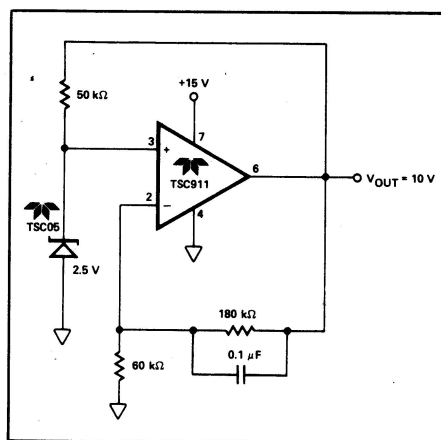 50 kΩ
+15 V
3
+
7
TSC911
6
2
−
4
V_OUT = 10 V
TSC05
2.5 V
180 kΩ
0.1 μF
60 kΩ